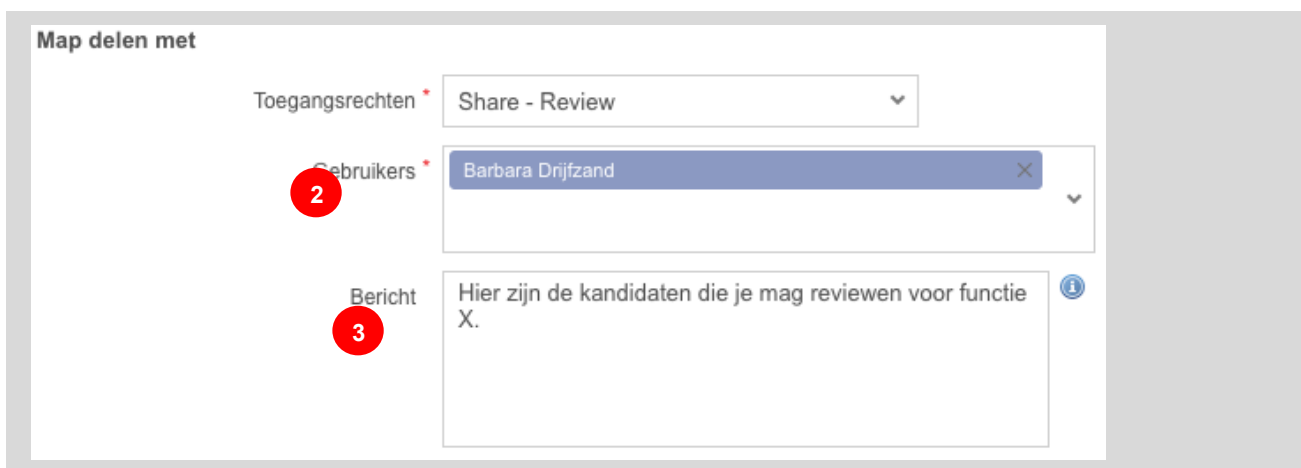 Map delen met
Toegangsrechten * Share - Review
Gebruikers * Barbara Drijfzand
2
Bericht Hier zijn de kandidaten die je mag reviewen voor functie
X.
3